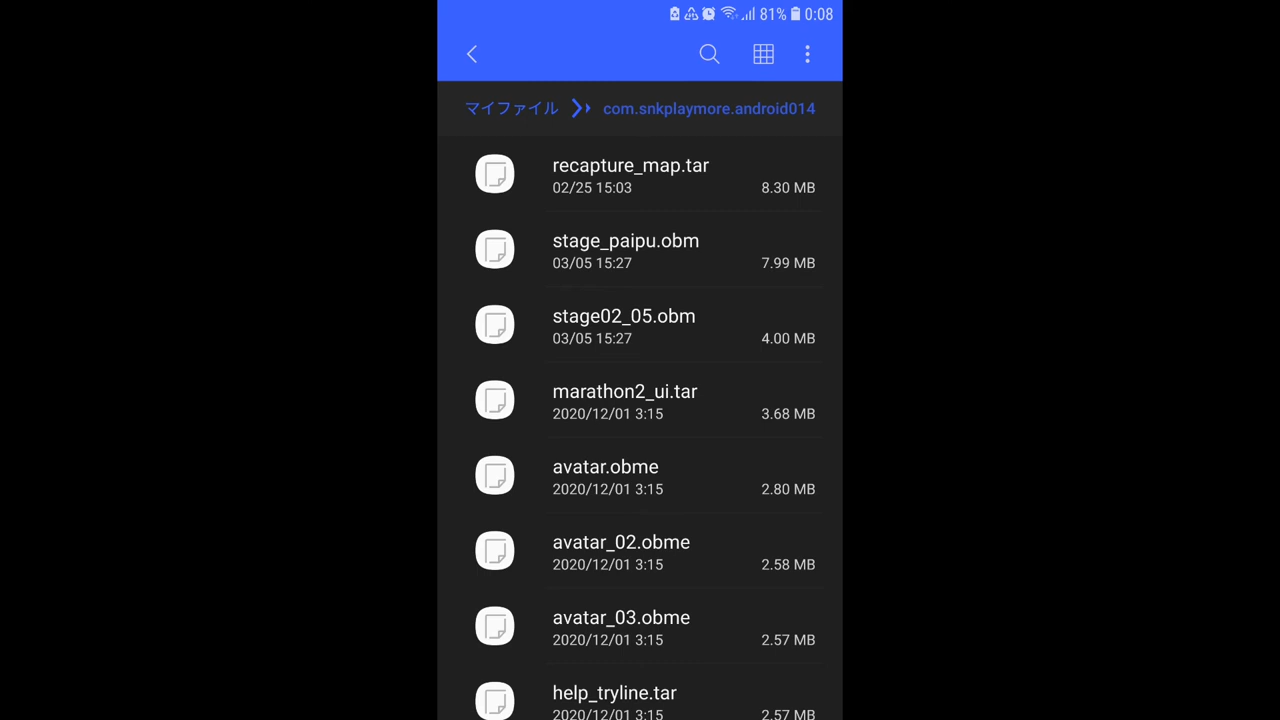 81% 0:08
マイファイル com.snkplaymore.android014
recapture_map.tar
02/25 15:03 8.30 MB
stage_paipu.obm
03/05 15:27 7.99 MB
stage02_05.obm
03/05 15:27 4.00 MB
marathon2_ui.tar
2020/12/01 3:15 3.68 MB
avatar.obme
2020/12/01 3:15 2.80 MB
avatar_02.obme
2020/12/01 3:15 2.58 MB
avatar_03.obme
2020/12/01 3:15 2.57 MB
help_tryline.tar
2020/12/01 3:15 2.57 MB